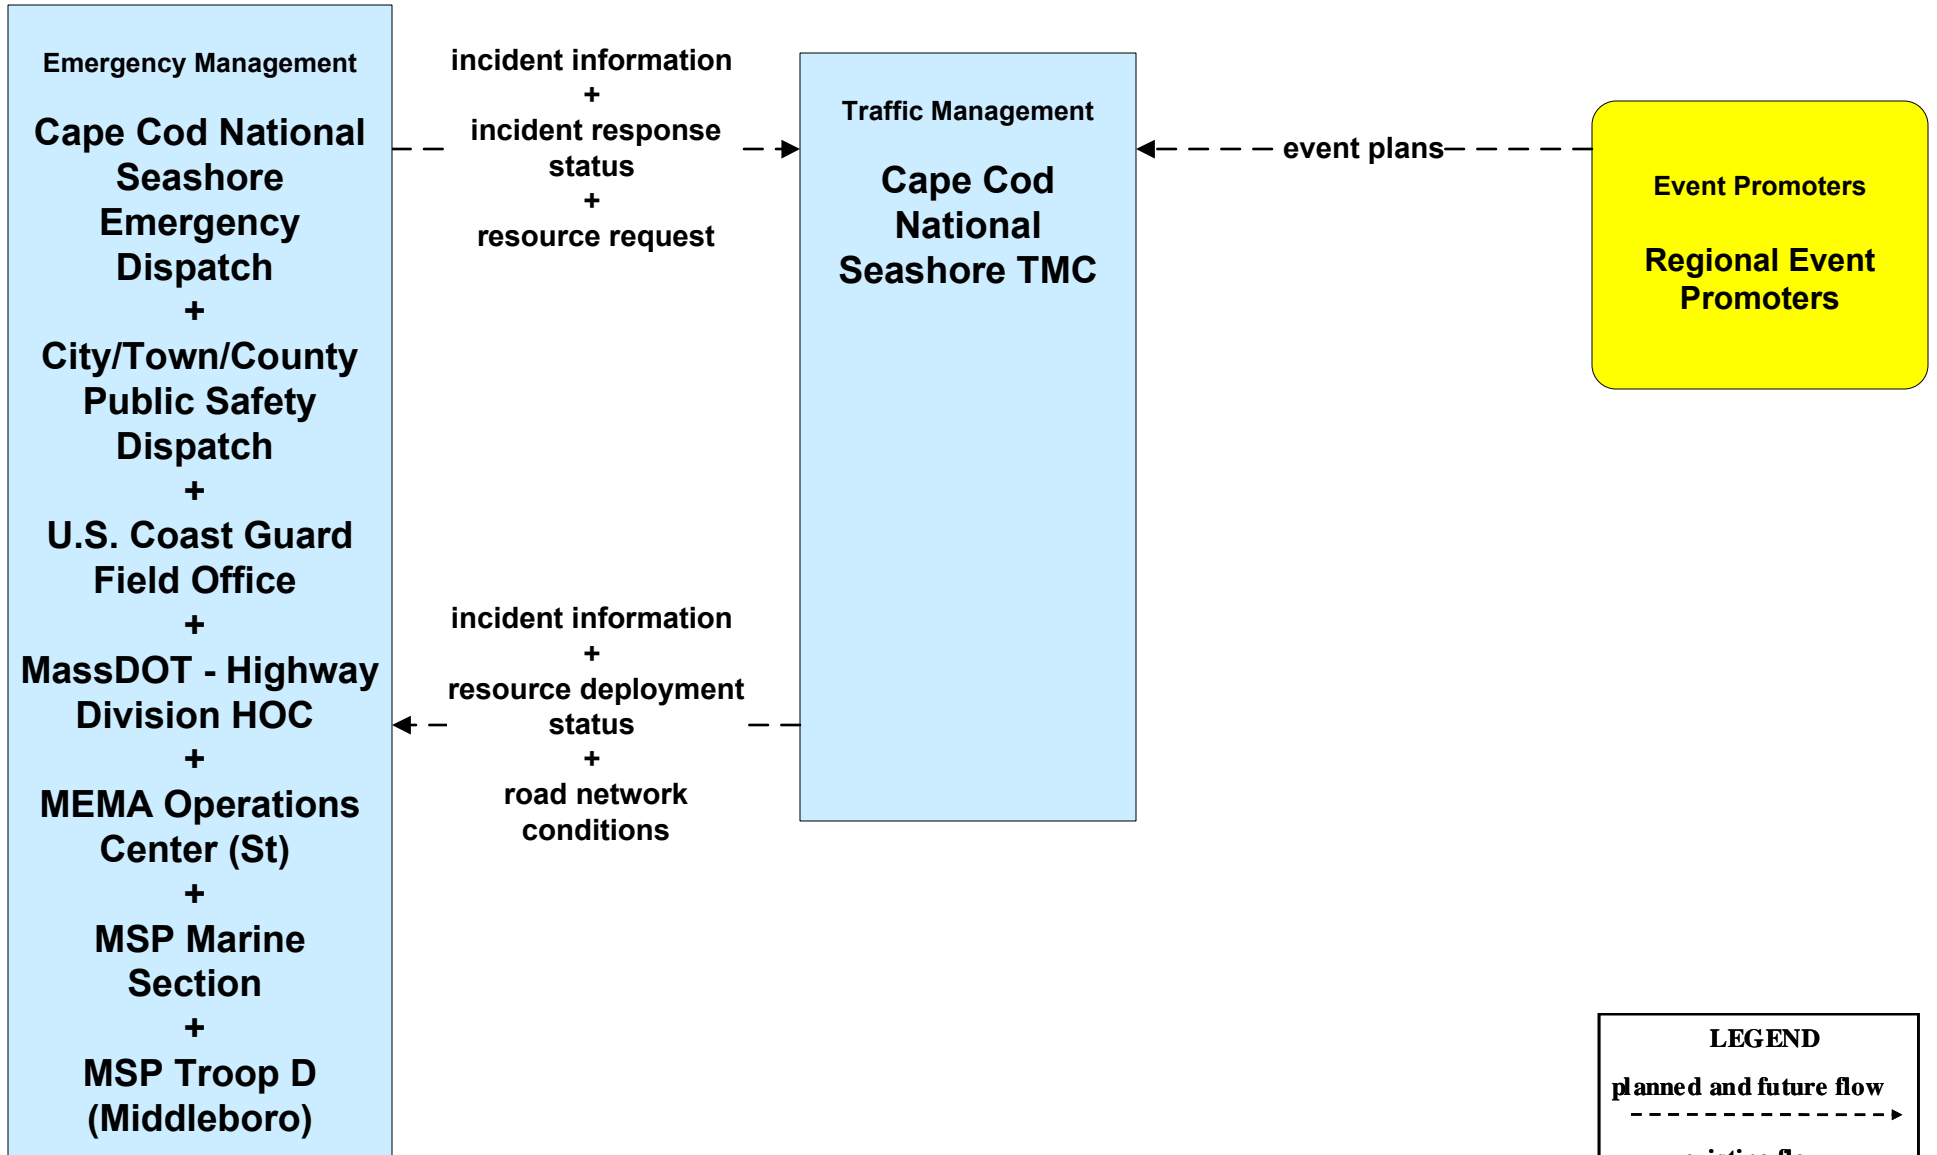 Emergency Management
Cape Cod National
Seashore
Emergency
Dispatch
+
City/Town/County
Public Safety
Dispatch
+
U.S. Coast Guard
Field Office
+
MassDOT - Highway
Division HOC
+
MEMA Operations
Center (St)
+
MSP Marine
Section
+
MSP Troop D
(Middleboro)
incident information
+
incident response
status
+
resource request
incident information
+
resource deployment
status
+
road network
conditions
Traffic Management
Cape Cod
National
Seashore TMC
event plans
Event Promoters
Regional Event
Promoters
LEGEND
planned and future flow